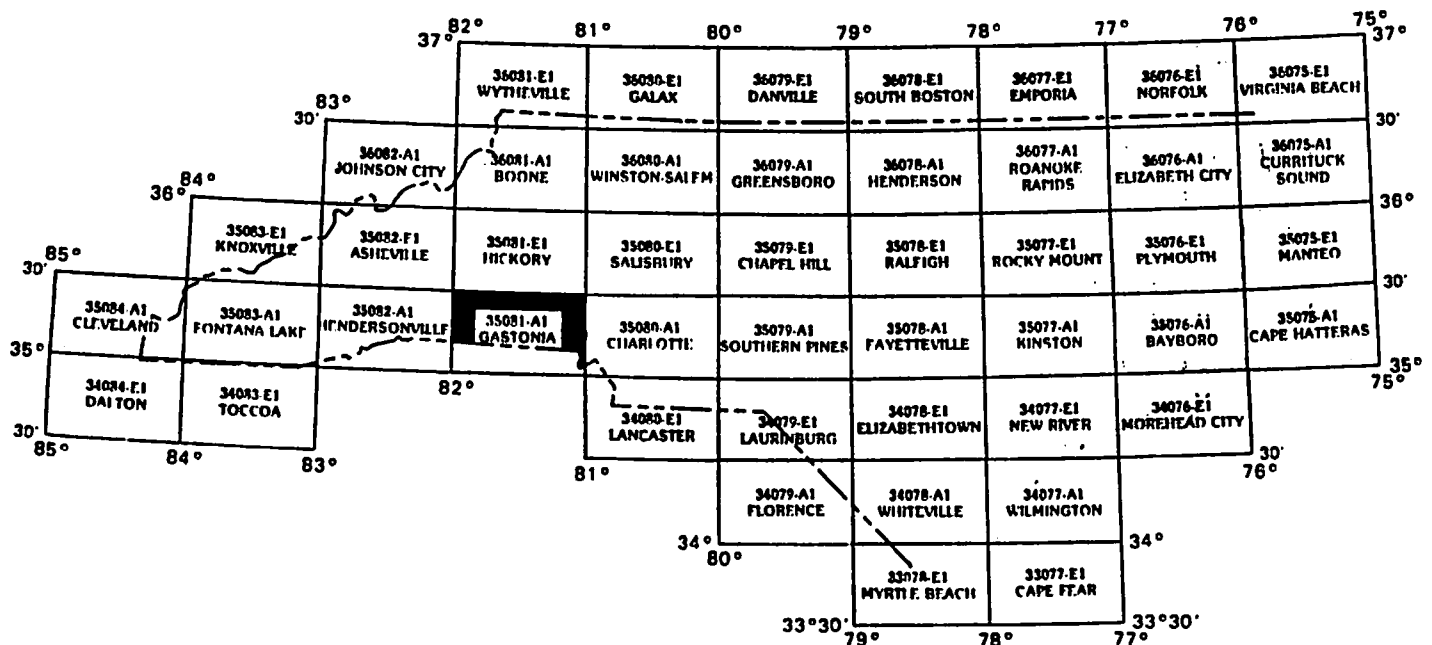 82° 81° 80° 79° 78° 77° 76° 75°
37° 37°
36081-E1 36080-E1 36079-E1 36078-E1 36077-E1 36076-E1 36075-E1
WYTHEVILLE GALAX DANVILLE SOUTH BOSTON EMPORIA NORFOLK VIRGINIA BEACH
83°
30' 30'
36082-A1 36081-A1 36080-A1 36079-A1 36078-A1 36077-A1 36076-A1 36075-A1
JOHNSON CITY BOONE WINSTON-SALEM GREENSBORO HENDERSON ROANOKE RAPIDS ELIZABETH CITY CURRITUCK SOUND
84°
36° 36°
35083-E1 35082-E1 35081-E1 35080-E1 35079-E1 35078-E1 35077-E1 35076-E1 35075-E1
KNOXVILLE ASHEVILLE HICKORY SALISBURY CHAPEL HILL RALEIGH ROCKY MOUNT PLYMOUTH MANTEO
85°
30' 30'
35084-A1 35083-A1 35082-A1 35081-A1 35080-A1 35079-A1 35078-A1 35077-A1 35076-A1 35075-A1
CLEVELAND FONTANA LAKE HENDERSONVILLE GASTONIA CHARLOTTE SOUTHERN PINES FAYETTEVILLE KINSTON BAYBORO CAPE HATTERAS
35° 35°
82° 75°
34084-E1 34083-E1 34080-E1 34079-E1 34078-E1 34077-E1 34076-E1
DALTON TOCCOA LANCASTER LAURINBURG ELIZABETHTOWN NEW RIVER MOREHEAD CITY
30' 30'
85° 84° 83° 81° 76°
34079-A1 34078-A1 34077-A1
FLORENCE WHITEVILLE WILMINGTON
34° 34°
80°
33078-E1 33077-E1
MYRTLE BEACH CAPE FEAR
33°30' 33°30'
79° 78° 77°